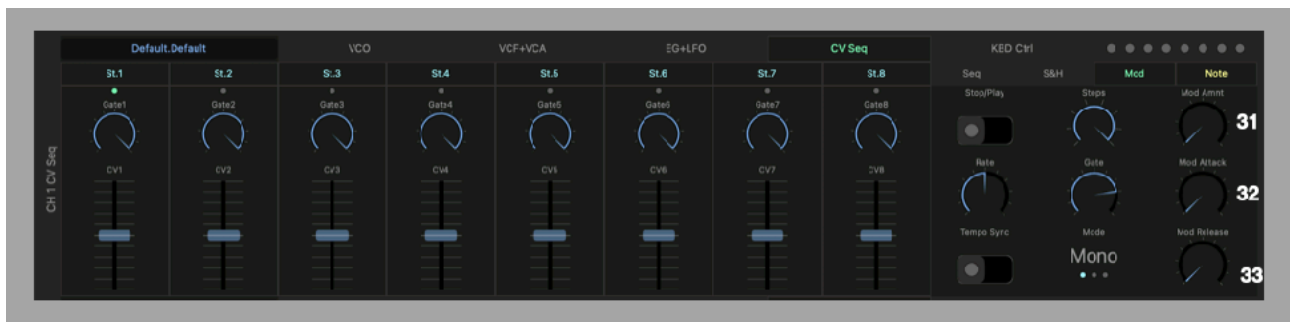 Default.Default VCO VCF+VCA EG+LFO CV Seq KBD Ctrl
St.1 St.2 St.3 St.4 St.5 St.6 St.7 St.8 Seq S&H Mod Note
Stop/Play Steps Mod Amnt
Gate1 Gate2 Gate3 Gate4 Gate5 Gate6 Gate7 Gate8
31
CH 1 CV Seq
CV1 CV2 CV3 CV4 CV5 CV6 CV7 CV8
Rate Gate Mod Attack
32
Tempo Sync Mode Mod Release
Mono
33